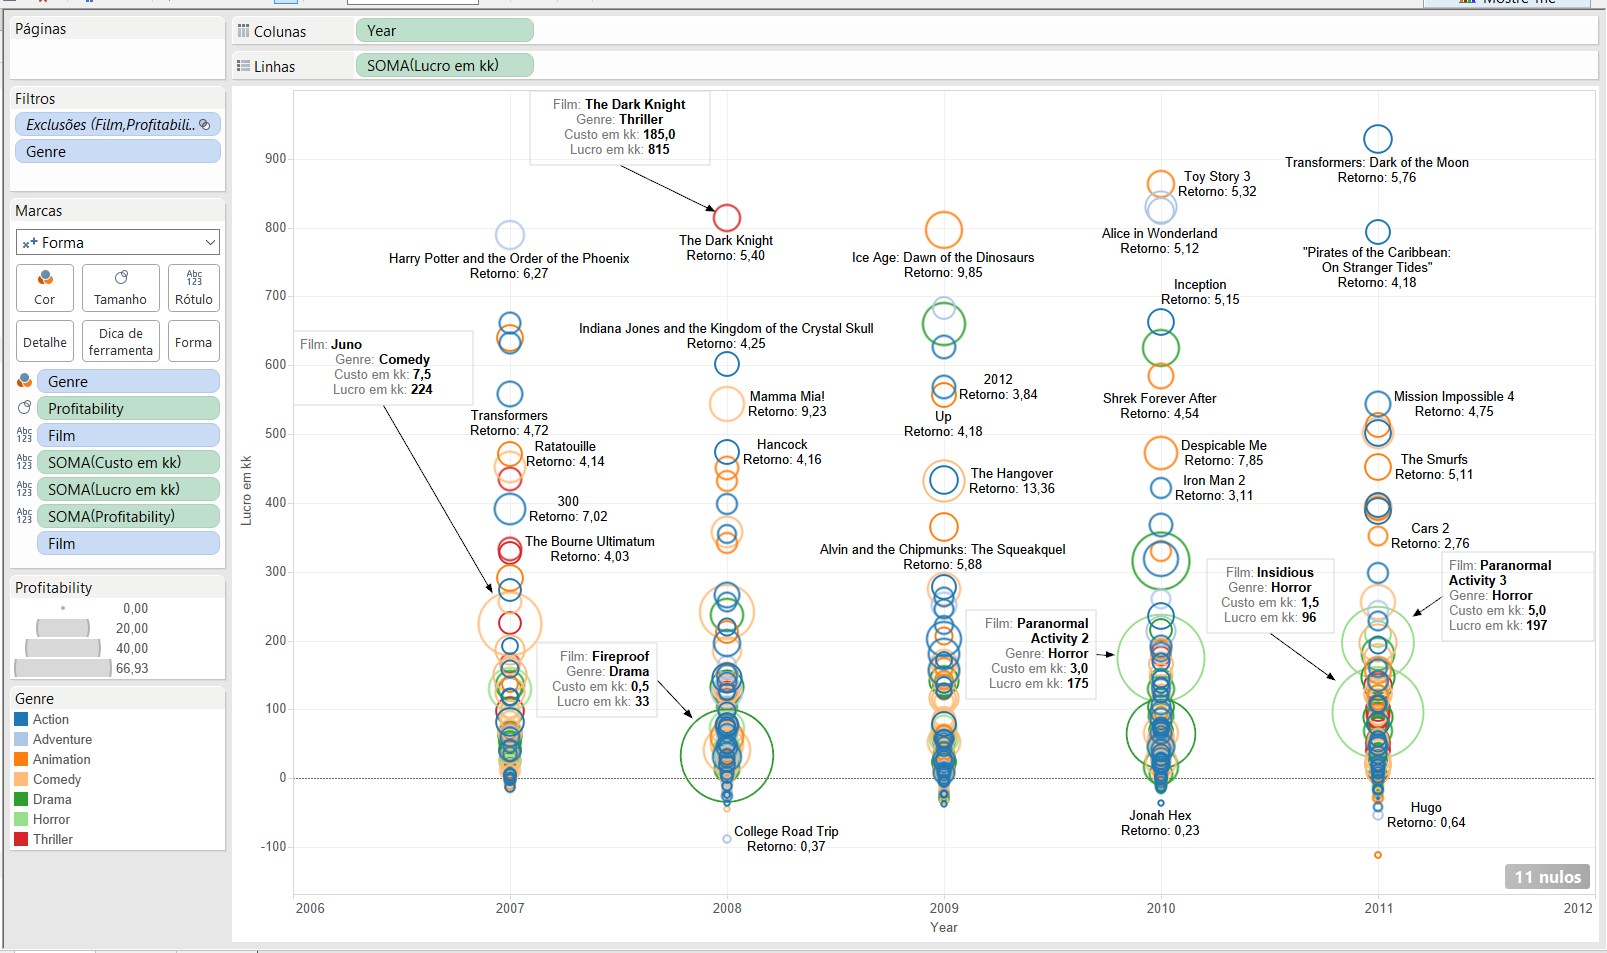 Mostre-me
Páginas
Colunas
Year
Linhas
SOMA(Lucro em kk)
Filtros
Exclusões (Film,Profitabili..
Genre
Marcas
Forma
Cor
Tamanho
Abc
123
Rótulo
Detalhe
Dica de
ferramenta
Forma
Genre
Profitability
Abc
123
Film
Abc
123
SOMA(Custo em kk)
Abc
123
SOMA(Lucro em kk)
Abc
123
SOMA(Profitability)
Film
Profitability
0,00
20,00
40,00
66,93
Genre
Action
Adventure
Animation
Comedy
Drama
Horror
Thriller
Lucro em kk
900
800
700
600
500
400
300
200
100
0
-100
Film: The Dark Knight
Genre: Thriller
Custo em kk: 185,0
Lucro em kk: 815
Harry Potter and the Order of the Phoenix
Retorno: 6,27
Film: Juno
Genre: Comedy
Custo em kk: 7,5
Lucro em kk: 224
Transformers
Retorno: 4,72
Ratatouille
Retorno: 4,14
300
Retorno: 7,02
The Bourne Ultimatum
Retorno: 4,03
The Dark Knight
Retorno: 5,40
Indiana Jones and the Kingdom of the Crystal Skull
Retorno: 4,25
Mamma Mia!
Retorno: 9,23
Hancock
Retorno: 4,16
Film: Fireproof
Genre: Drama
Custo em kk: 0,5
Lucro em kk: 33
College Road Trip
Retorno: 0,37
Ice Age: Dawn of the Dinosaurs
Retorno: 9,85
2012
Retorno: 3,84
Up
Retorno: 4,18
The Hangover
Retorno: 13,36
Alvin and the Chipmunks: The Squeakquel
Retorno: 5,88
Film: Paranormal
Activity 2
Genre: Horror
Custo em kk: 3,0
Lucro em kk: 175
Toy Story 3
Retorno: 5,32
Alice in Wonderland
Retorno: 5,12
Inception
Retorno: 5,15
Shrek Forever After
Retorno: 4,54
Despicable Me
Retorno: 7,85
Iron Man 2
Retorno: 3,11
Film: Insidious
Genre: Horror
Custo em kk: 1,5
Lucro em kk: 96
Jonah Hex
Retorno: 0,23
Transformers: Dark of the Moon
Retorno: 5,76
"Pirates of the Caribbean:
On Stranger Tides"
Retorno: 4,18
Mission Impossible 4
Retorno: 4,75
The Smurfs
Retorno: 5,11
Cars 2
Retorno: 2,76
Film: Paranormal
Activity 3
Genre: Horror
Custo em kk: 5,0
Lucro em kk: 197
Hugo
Retorno: 0,64
11 nulos
2006
2007
2008
2009
2010
2011
2012
Year